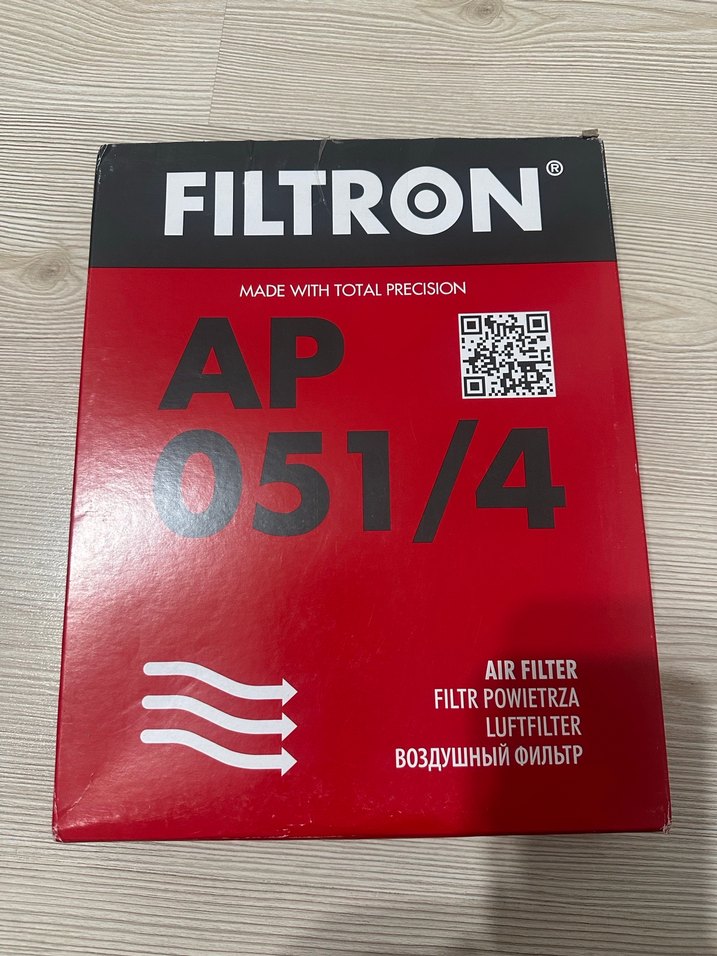 FILTRON®
MADE WITH TOTAL PRECISION
AP
051/4
AIR FILTER
FILTR POWIETRZA
LUFTFILTER
ВОЗДУШНЫЙ ФИЛЬТР